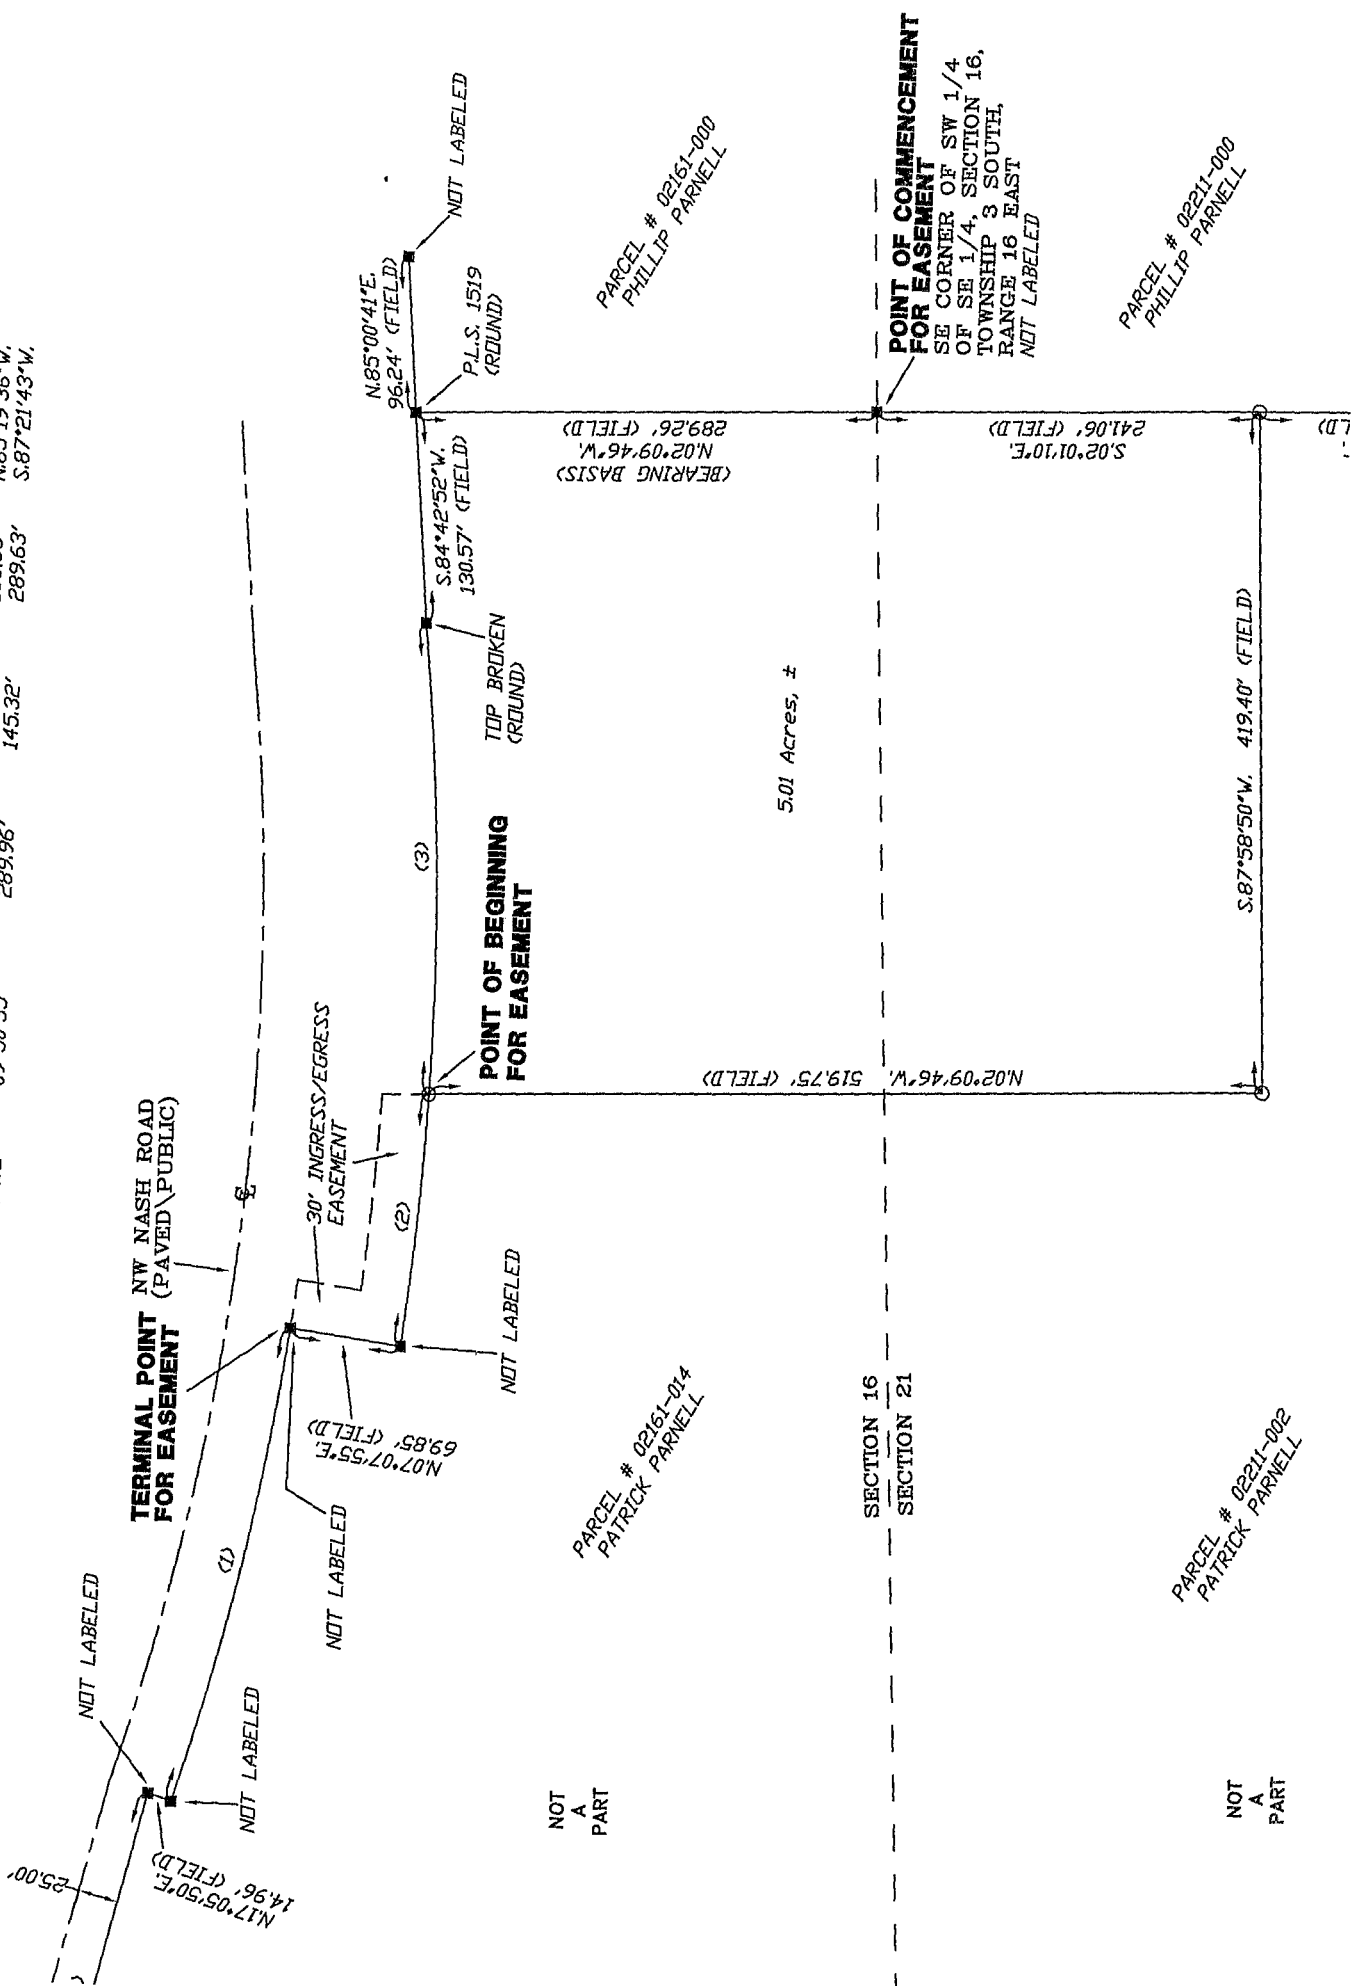 S.87°21'43"W.
289.63'
145.32'
289.96'
NOT LABELED
N.85°00'41"E.
96.24' (FIELD)
P.L.S. 1519
(ROUND)
PARCEL # 02161-000
PHILLIP PARNELL
POINT OF COMMENCEMENT
FOR EASEMENT
SE CORNER OF SW 1/4
OF SE 1/4, SECTION 16,
TOWNSHIP 3 SOUTH,
RANGE 16 EAST
NOT LABELED
PARCEL # 02211-000
PHILLIP PARNELL
(BEARING BASIS)
N.02°09'46"W.
289.26' (FIELD)
S.02°01'10"E.
241.06' (FIELD)
S.84°42'52"W.
130.57' (FIELD)
TOP BROKEN
(ROUND)
5.01 Acres, ±
S.87°58'50"W. 419.40' (FIELD)
(3)
POINT OF BEGINNING
FOR EASEMENT
N.02°09'46"W. 519.75' (FIELD)
30' INGRESS/EGRESS
EASEMENT
NW NASH ROAD
(PAVED\PUBLIC)
(2)
TERMINAL POINT
FOR EASEMENT
NOT LABELED
N.07°07'55"E.
69.85' (FIELD)
NOT LABELED
(1)
PARCEL # 02161-014
PATRICK PARNELL
SECTION 16
SECTION 21
PARCEL # 02211-002
PATRICK PARNELL
NOT LABELED
NOT LABELED
N.17°05'50"E.
14.96' (FIELD)
25.00'
NOT
A
PART
NOT
A
PART